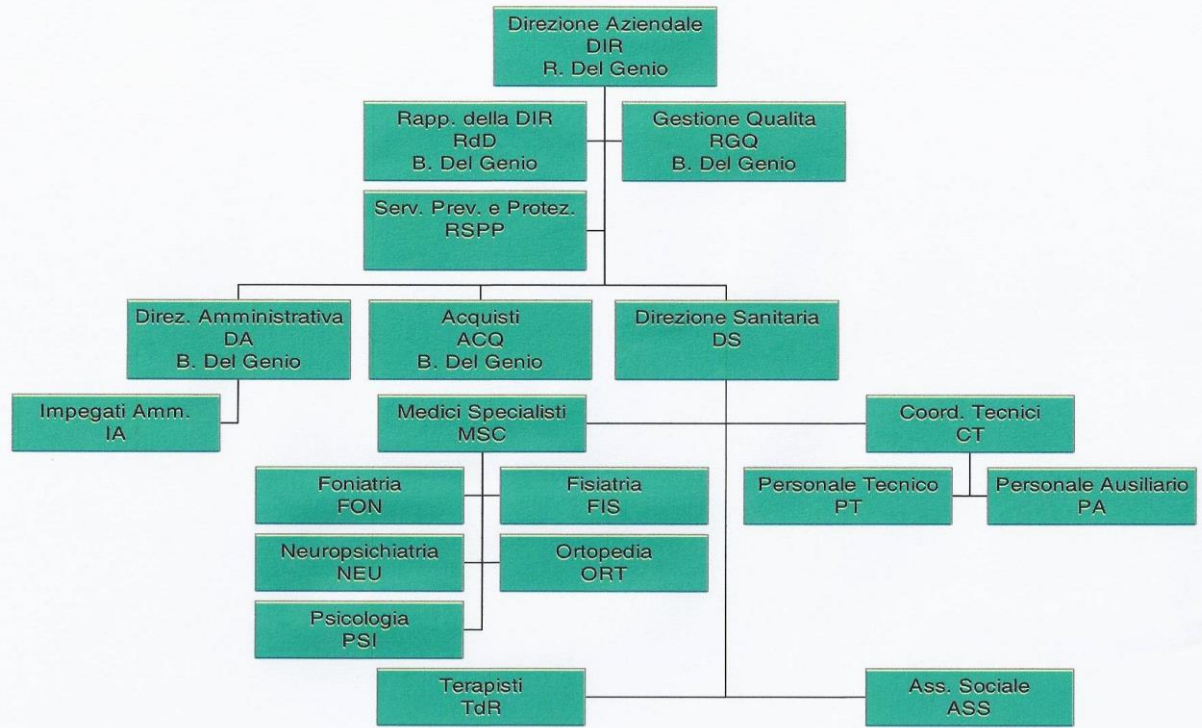 Direzione Aziendale
DIR
R. Del Genio
Rapp. della DIR
RdD
B. Del Genio
Gestione Qualita
RGQ
B. Del Genio
Serv. Prev. e Protez.
RSPP
Direz. Amministrativa
DA
B. Del Genio
Acquisti
ACQ
B. Del Genio
Direzione Sanitaria
DS
Impegati Amm.
IA
Medici Specialisti
MSC
Coord. Tecnici
CT
Foniatria
FON
Fisiatria
FIS
Personale Tecnico
PT
Personale Ausiliario
PA
Neuropsichiatria
NEU
Ortopedia
ORT
Psicologia
PSI
Terapisti
TdR
Ass. Sociale
ASS